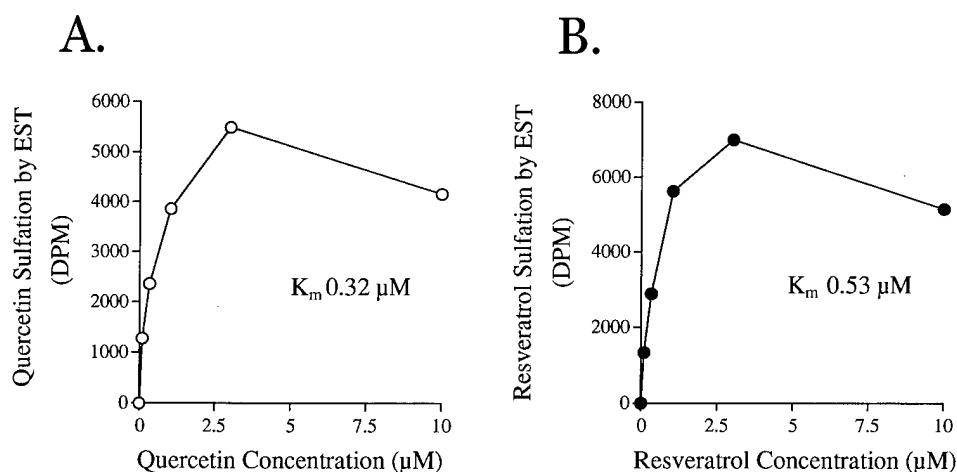 A.
Quercetin Sulfation by EST
(DPM)
6000
5000
4000
3000
2000
1000
0
K_m 0.32 µM
0
2.5
5
7.5
10
Quercetin Concentration (µM)
B.
Resveratrol Sulfation by EST
(DPM)
8000
6000
4000
2000
0
K_m 0.53 µM
0
2.5
5
7.5
10
Resveratrol Concentration (µM)